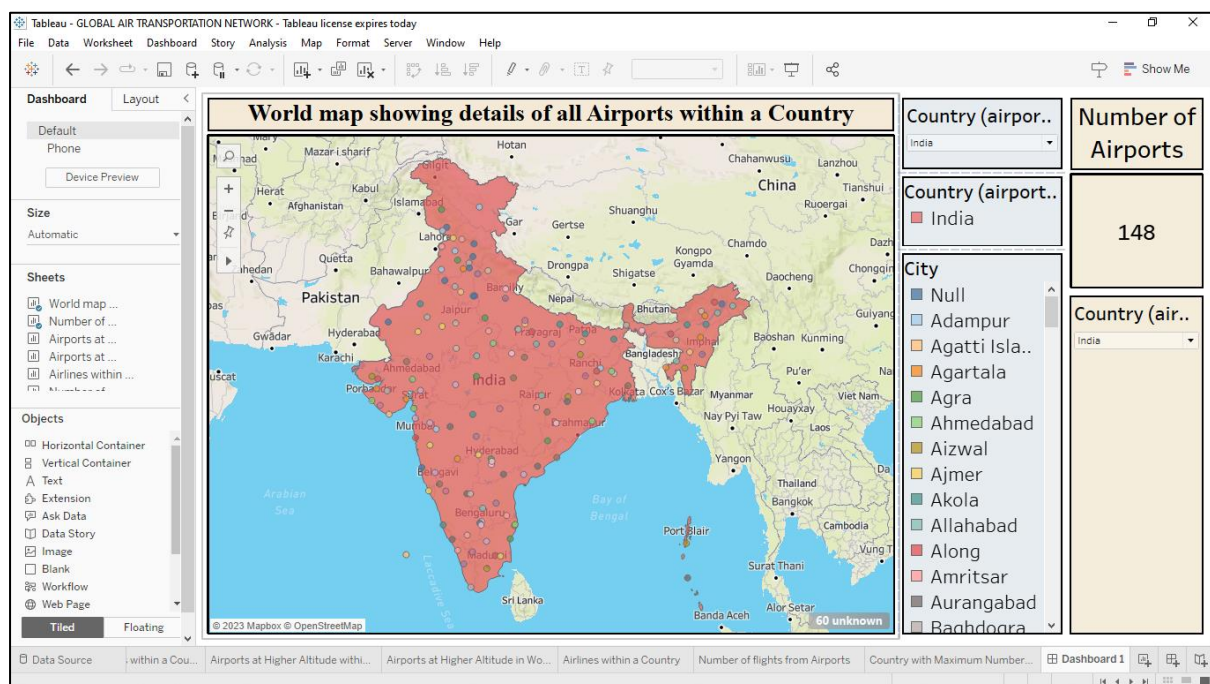 Tableau - GLOBAL AIR TRANSPORTATION NETWORK - Tableau license expires today
File Data Worksheet Dashboard Story Analysis Map Format Server Window Help
Show Me
Dashboard Layout
Default
Phone
Device Preview
Size
Automatic
Sheets
World map ...
Number of ...
Airports at ...
Airports at ...
Airlines within ...
Objects
Horizontal Container
Vertical Container
Text
Extension
Ask Data
Data Story
Image
Blank
Workflow
Web Page
Tiled Floating
World map showing details of all Airports within a Country
Mary
Mazar i sharif
Hotan
Chahanwusu
Lanzhou
Gilgit
China
Tianshui
Herat
Kabul
Islamabad
Ruoergai
Afghanistan
Shuanghu
Gar
Gertse
Lahore
Chamdo
Kongpo
Gyamda
Quetta
Bahawalpur
Drongpa
Shigatse
Daocheng
Pakistan
Nepal
Bhutan
Guiyang
Jaipur
Prayagraj
Patna
Gwadar
Hyderabad
Imphal
Baoshan
Kunming
Karachi
Bangladesh
Ahmedabad
Ranchi
India
Pu'er
Porbandar
Surat
Raipur
Kolkata
Cox's Bazar
Myanmar
Viet Nam
Nay Pyi Taw
Houayxay
Mumbai
Brahmapur
Laos
Hyderabad
Yangon
Belagavi
Arabian
Sea
Bay of
Bengal
Thailand
Bangkok
Bengaluru
Port Blair
Cambodia
Madurai
Vung T
Laccadive Sea
Surat Thani
Sri Lanka
Banda Aceh
Alor Setar
© 2023 Mapbox © OpenStreetMap
60 unknown
Country (airpor..
India
Country (airport..
India
City
Null
Adampur
Agatti Isla..
Agartala
Agra
Ahmedabad
Aizwal
Ajmer
Akola
Allahabad
Along
Amritsar
Aurangabad
Baghdogra
Number of
Airports
148
Country (air..
India
Data Source
. within a Cou...
Airports at Higher Altitude withi...
Airports at Higher Altitude in Wo...
Airlines within a Country
Number of flights from Airports
Country with Maximum Number...
Dashboard 1